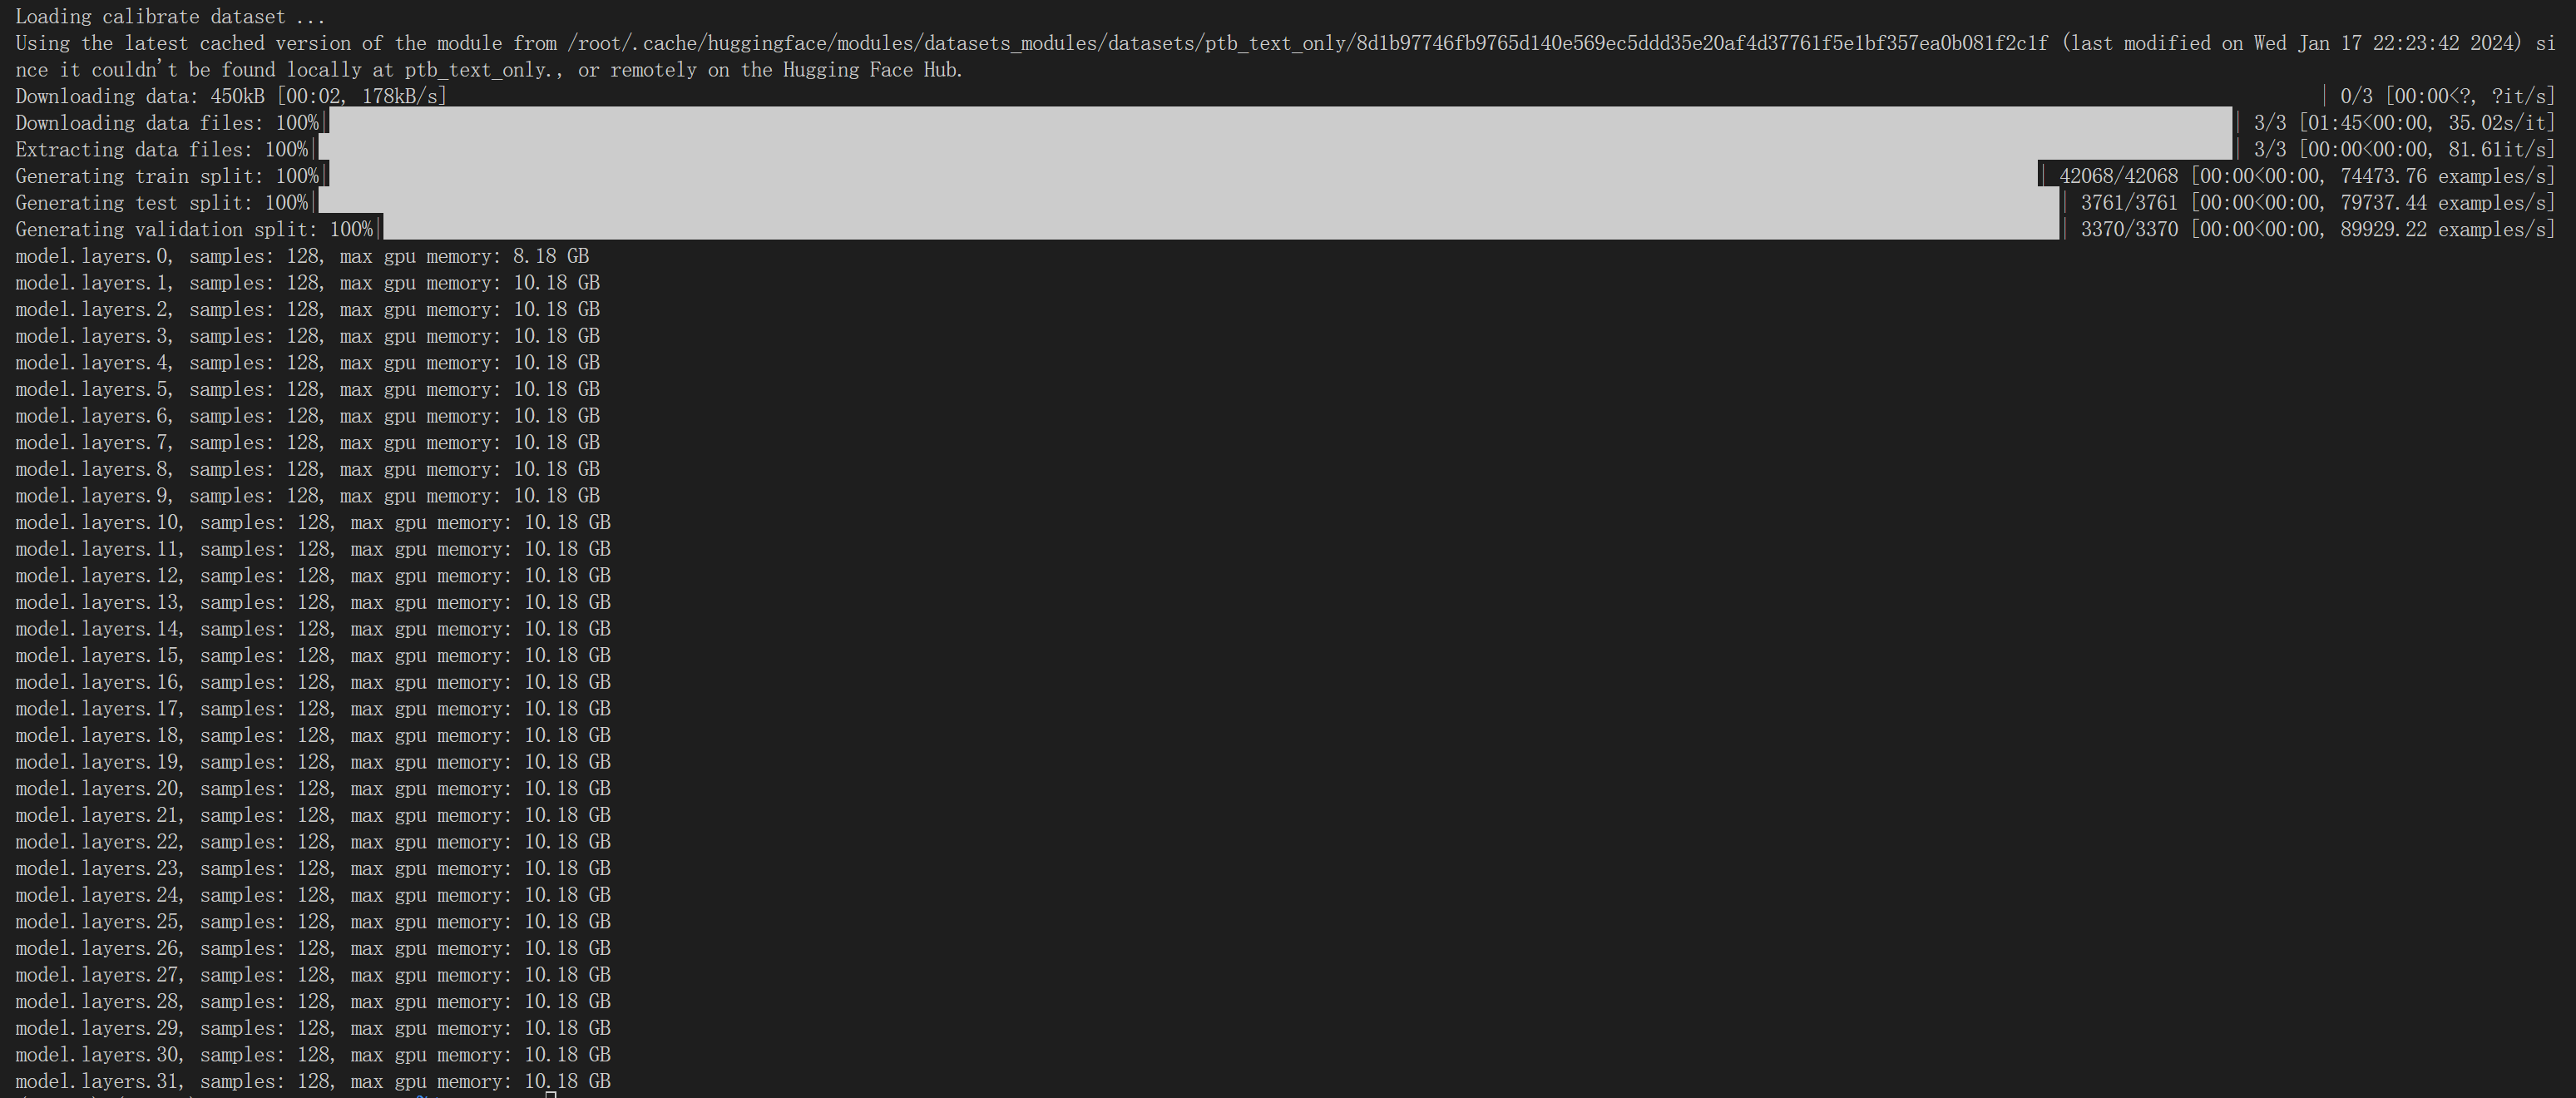 Loading calibrate dataset ...
Using the latest cached version of the module from /root/.cache/huggingface/modules/datasets_modules/datasets/ptb_text_only/8d1b97746fb9765d140e569ec5ddd35e20af4d37761f5e1bf357ea0b081f2c1f (last modified on Wed Jan 17 22:23:42 2024) si
nce it couldn't be found locally at ptb_text_only., or remotely on the Hugging Face Hub.
Downloading data: 450kB [00:02, 178kB/s] | 0/3 [00:00<?, ?it/s]
Downloading data files: 100%| | 3/3 [01:45<00:00, 35.02s/it]
Extracting data files: 100%| | 3/3 [00:00<00:00, 81.61it/s]
Generating train split: 100%| | 42068/42068 [00:00<00:00, 74473.76 examples/s]
Generating test split: 100%| | 3761/3761 [00:00<00:00, 79737.44 examples/s]
Generating validation split: 100%| | 3370/3370 [00:00<00:00, 89929.22 examples/s]
model.layers.0, samples: 128, max gpu memory: 8.18 GB
model.layers.1, samples: 128, max gpu memory: 10.18 GB
model.layers.2, samples: 128, max gpu memory: 10.18 GB
model.layers.3, samples: 128, max gpu memory: 10.18 GB
model.layers.4, samples: 128, max gpu memory: 10.18 GB
model.layers.5, samples: 128, max gpu memory: 10.18 GB
model.layers.6, samples: 128, max gpu memory: 10.18 GB
model.layers.7, samples: 128, max gpu memory: 10.18 GB
model.layers.8, samples: 128, max gpu memory: 10.18 GB
model.layers.9, samples: 128, max gpu memory: 10.18 GB
model.layers.10, samples: 128, max gpu memory: 10.18 GB
model.layers.11, samples: 128, max gpu memory: 10.18 GB
model.layers.12, samples: 128, max gpu memory: 10.18 GB
model.layers.13, samples: 128, max gpu memory: 10.18 GB
model.layers.14, samples: 128, max gpu memory: 10.18 GB
model.layers.15, samples: 128, max gpu memory: 10.18 GB
model.layers.16, samples: 128, max gpu memory: 10.18 GB
model.layers.17, samples: 128, max gpu memory: 10.18 GB
model.layers.18, samples: 128, max gpu memory: 10.18 GB
model.layers.19, samples: 128, max gpu memory: 10.18 GB
model.layers.20, samples: 128, max gpu memory: 10.18 GB
model.layers.21, samples: 128, max gpu memory: 10.18 GB
model.layers.22, samples: 128, max gpu memory: 10.18 GB
model.layers.23, samples: 128, max gpu memory: 10.18 GB
model.layers.24, samples: 128, max gpu memory: 10.18 GB
model.layers.25, samples: 128, max gpu memory: 10.18 GB
model.layers.26, samples: 128, max gpu memory: 10.18 GB
model.layers.27, samples: 128, max gpu memory: 10.18 GB
model.layers.28, samples: 128, max gpu memory: 10.18 GB
model.layers.29, samples: 128, max gpu memory: 10.18 GB
model.layers.30, samples: 128, max gpu memory: 10.18 GB
model.layers.31, samples: 128, max gpu memory: 10.18 GB